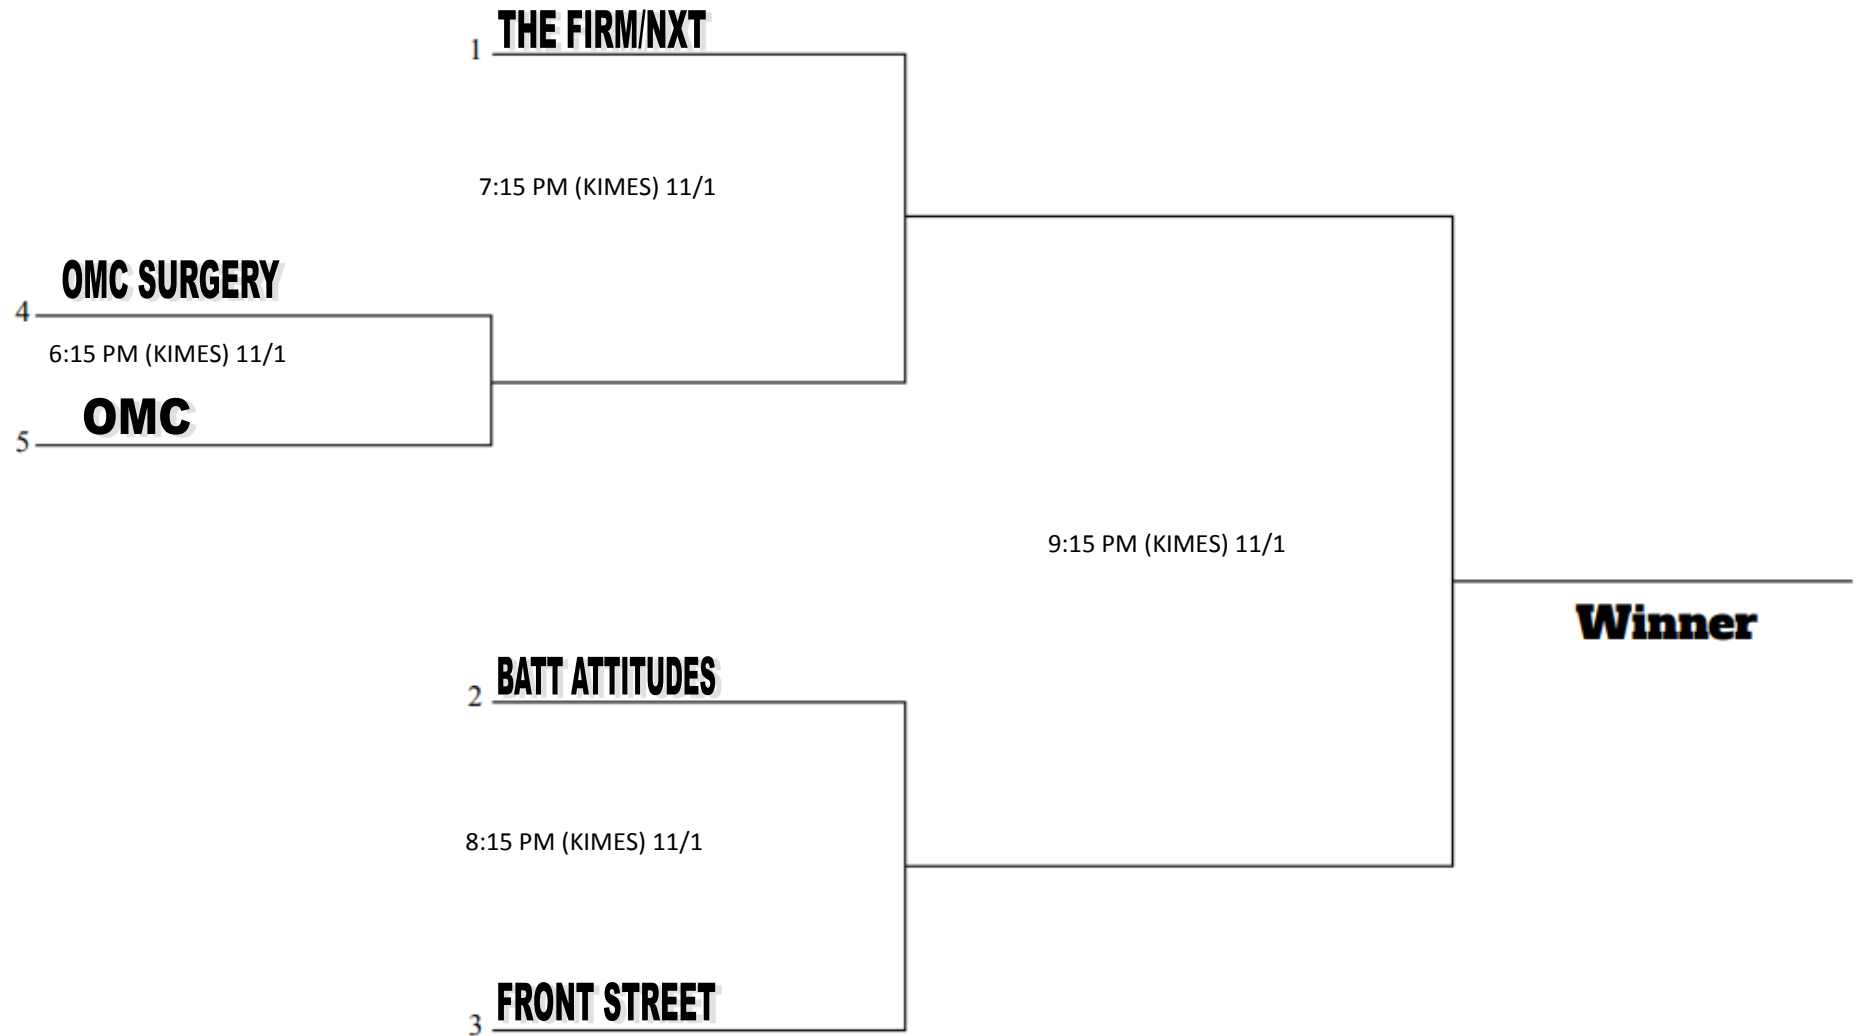 THE FIRM/NXT
1
7:15 PM (KIMES) 11/1
OMC SURGERY
4
6:15 PM (KIMES) 11/1
OMC
5
9:15 PM (KIMES) 11/1
Winner
BATT ATTITUDES
2
8:15 PM (KIMES) 11/1
FRONT STREET
3